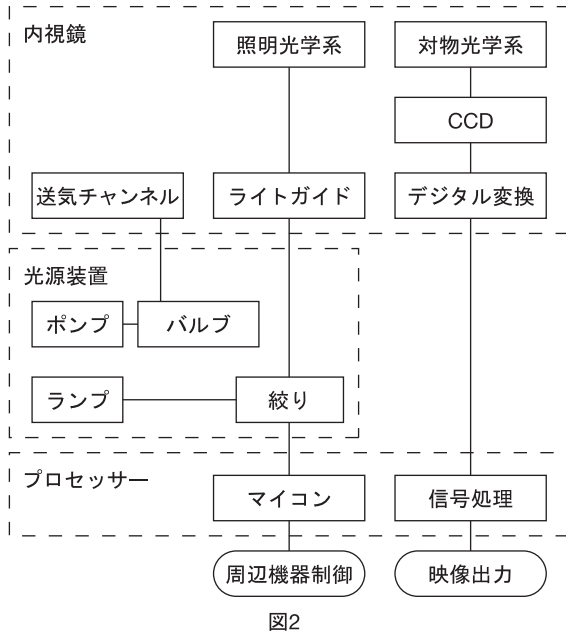 内視鏡
照明光学系
対物光学系
CCD
送気チャンネル
ライトガイド
デジタル変換
光源装置
ポンプ
バルブ
ランプ
絞り
プロセッサー
マイコン
信号処理
周辺機器制御
映像出力
図2